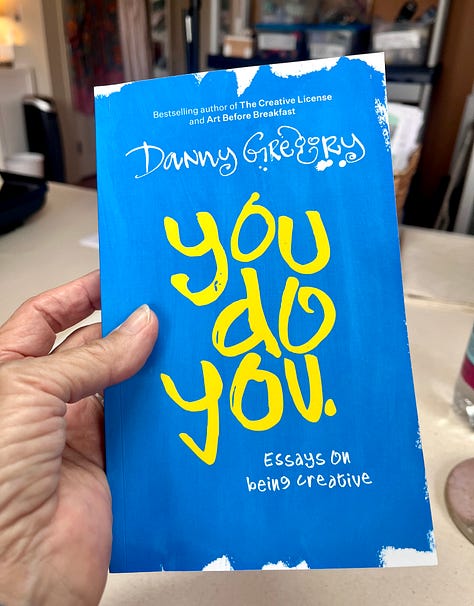 Bestselling author of The Creative License
and Art Before Breakfast
Danny Gregory
you
do
you.
Essays on
being creative